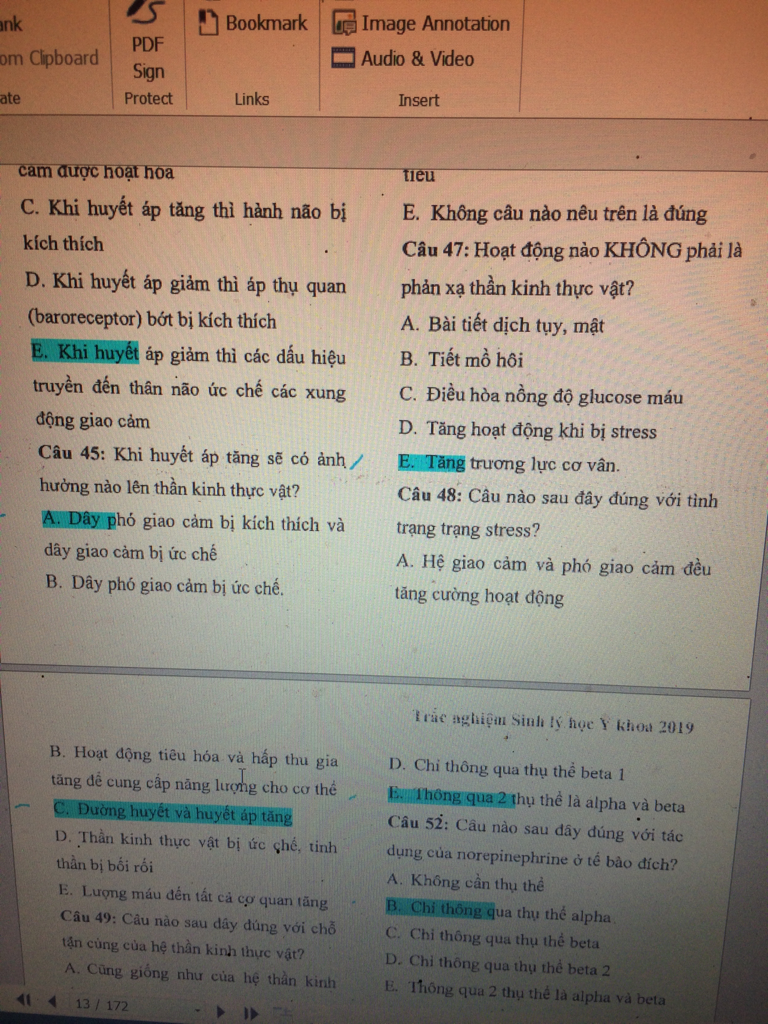 ank
om Clipboard
ate
PDF
Sign
Protect
Bookmark
Links
Image Annotation
Audio & Video
Insert
cảm được hoạt hóa
C. Khi huyết áp tăng thì hành não bị
kích thích
D. Khi huyết áp giảm thì áp thụ quan
(baroreceptor) bớt bị kích thích
E. Khi huyết áp giảm thì các dấu hiệu
truyền đến thân não ức chế các xung
động giao cảm
Câu 45: Khi huyết áp tăng sẽ có ảnh
hưởng nào lên thần kinh thực vật?
A. Dây phó giao cảm bị kích thích và
dây giao cảm bị ức chế
B. Dây phó giao cảm bị ức chế.
tiểu
E. Không câu nào nêu trên là đúng
Câu 47: Hoạt động nào KHÔNG phải là
phản xạ thần kinh thực vật?
A. Bài tiết dịch tụy, mật
B. Tiết mồ hôi
C. Điều hòa nồng độ glucose máu
D. Tăng hoạt động khi bị stress
E. Tăng trương lực cơ vân.
Câu 48: Câu nào sau đây đúng với tình
trạng trạng stress?
A. Hệ giao cảm và phó giao cảm đều
tăng cường hoạt động
Trắc nghiệm Sinh lý học Y khoa 2019
B. Hoạt động tiêu hóa và hấp thu gia
tăng để cung cấp năng lượng cho cơ thể
C. Đường huyết và huyết áp tăng
D. Thần kinh thực vật bị ức chế, tinh
thần bị bối rối
E. Lượng máu đến tất cả cơ quan tăng
Câu 49: Câu nào sau đây đúng với chỗ
tận cùng của hệ thần kinh thực vật?
A. Cũng giống như của hệ thần kinh
D. Chỉ thông qua thụ thể beta 1
E. Thông qua 2 thụ thể là alpha và beta
Câu 52: Câu nào sau đây đúng với tác
dụng của norepinephrine ở tế bào đích?
A. Không cần thụ thể
B. Chỉ thông qua thụ thể alpha
C. Chỉ thông qua thụ thể beta
D. Chỉ thông qua thụ thể beta 2
E. Thông qua 2 thụ thể là alpha và beta
13 / 172